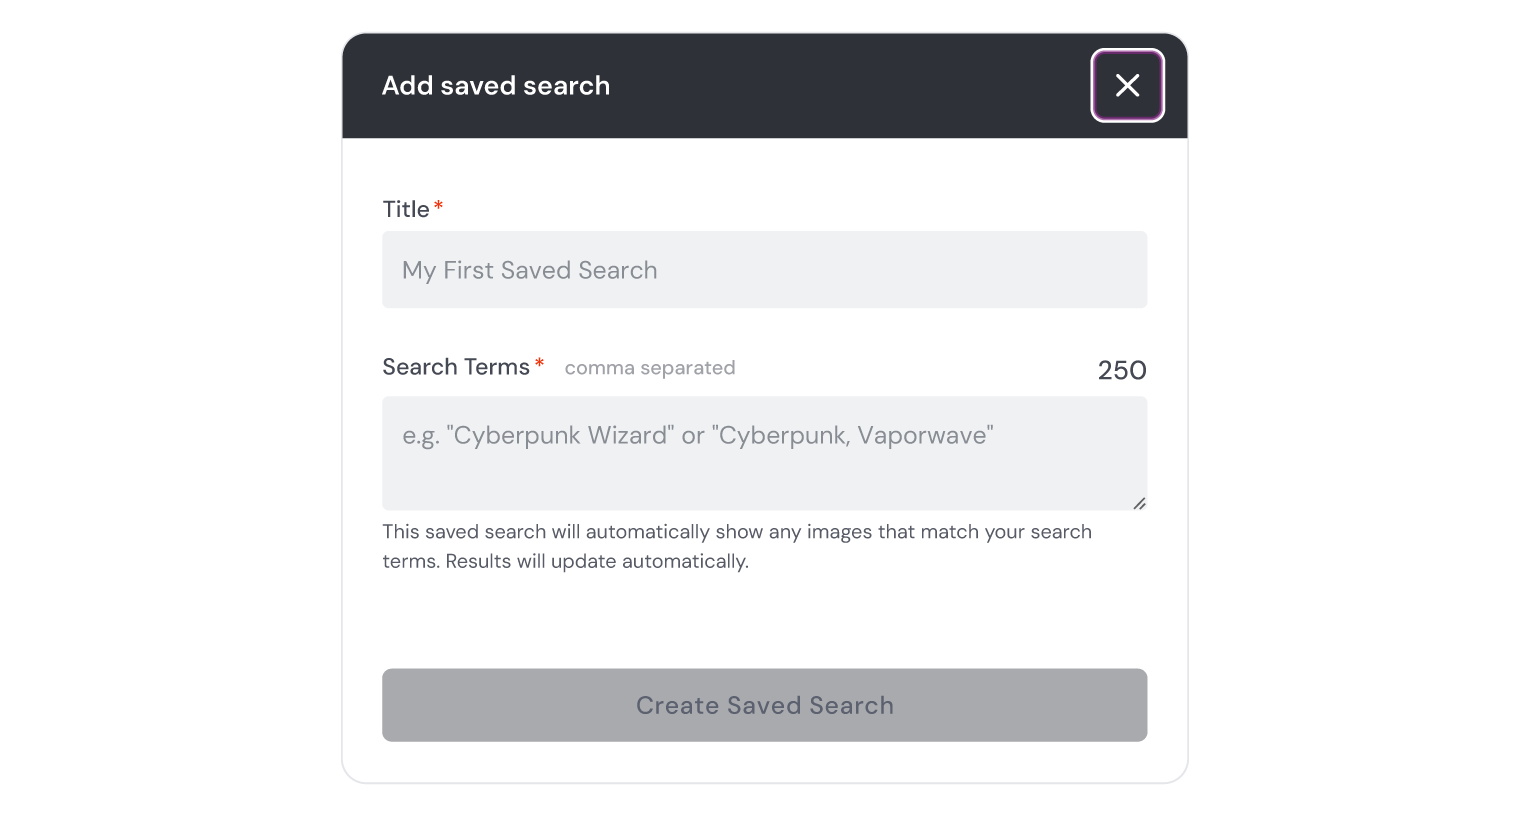 Add saved search
Title*
My First Saved Search
Search Terms* comma separated 250
e.g. "Cyberpunk Wizard" or "Cyberpunk, Vaporwave"
This saved search will automatically show any images that match your search
terms. Results will update automatically.
Create Saved Search